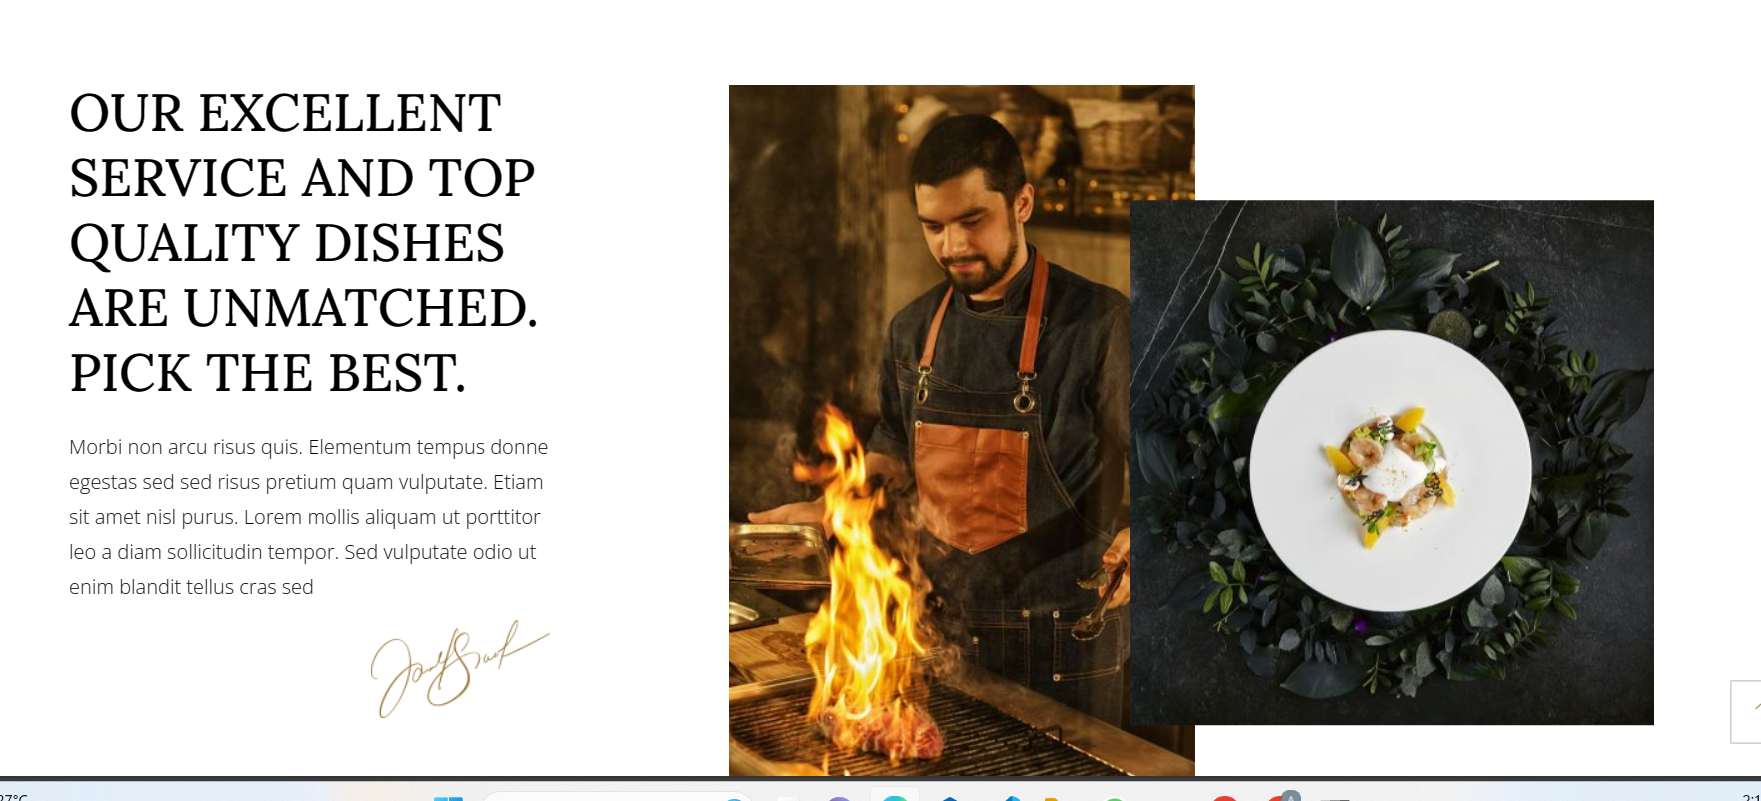 OUR EXCELLENT
SERVICE AND TOP
QUALITY DISHES
ARE UNMATCHED.
PICK THE BEST.
Morbi non arcu risus quis. Elementum tempus donne
egestas sed sed risus pretium quam vulputate. Etiam
sit amet nisl purus. Lorem mollis aliquam ut porttitor
leo a diam sollicitudin tempor. Sed vulputate odio ut
enim blandit tellus cras sed